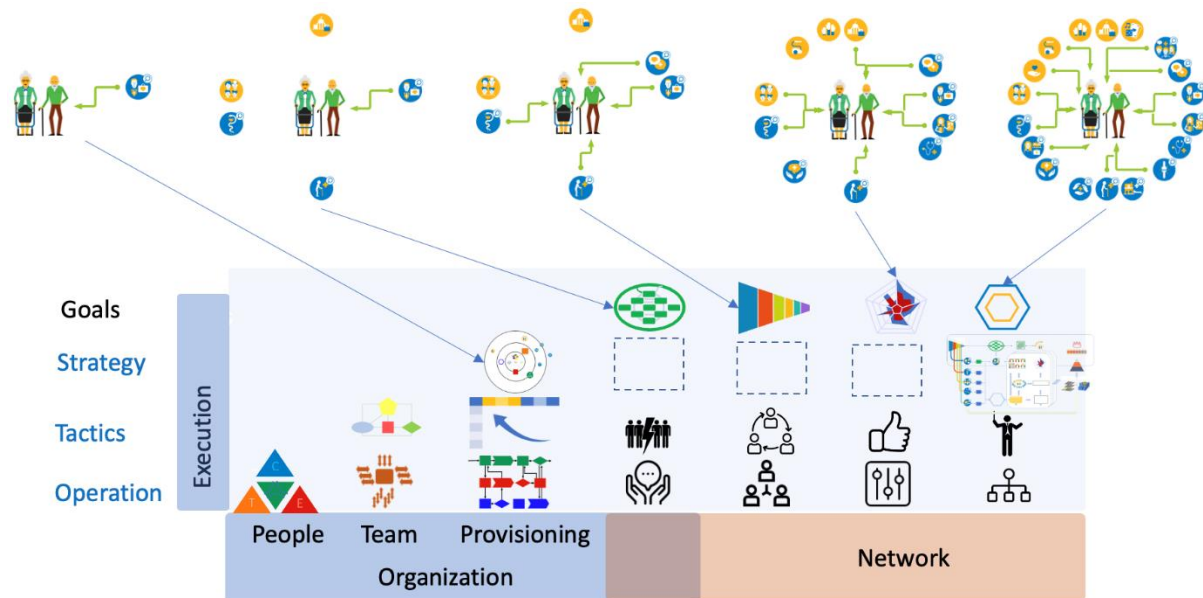 Goals
Strategy
Tactics
Operation
Execution
C
T
E
People
Team
Provisioning
Organization
Network